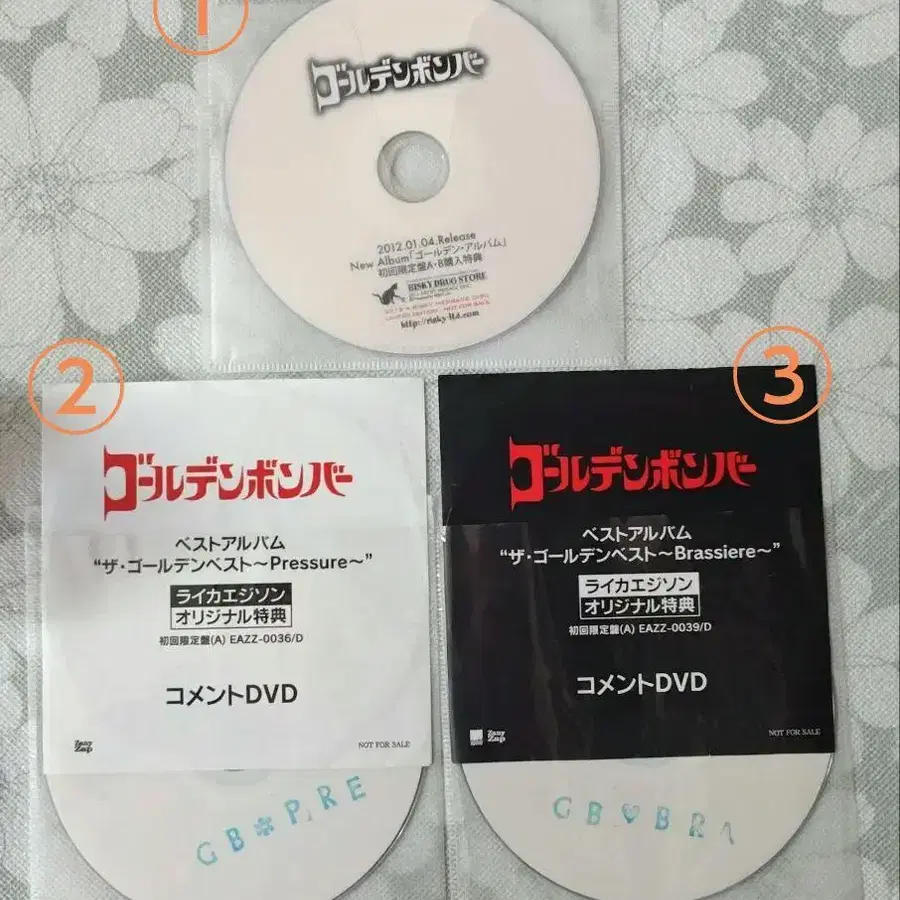 ①
ゴールデンボンバー
2012.01.04.Release
New Album「ゴールデン・アルバム」
初回限定盤A・B購入特典
RISKY DRUG STORE
http://risky-ltd.com
②
ゴールデンボンバー
ベストアルバム
“ザ・ゴールデンベスト〜Pressure〜”
ライカエジソン
オリジナル特典
初回限定盤(A) EAZZ-0036/D
コメントDVD
Zany Zap
NOT FOR SALE
GB PRE
③
ゴールデンボンバー
ベストアルバム
“ザ・ゴールデンベスト〜Brassiere〜”
ライカエジソン
オリジナル特典
初回限定盤(A) EAZZ-0039/D
コメントDVD
Zany Zap
NOT FOR SALE
GB♥BRA